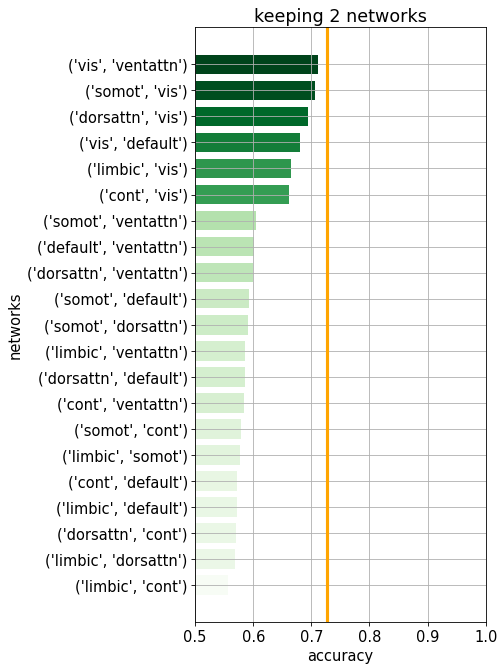 keeping 2 networks
('vis', 'ventattn')
('somot', 'vis')
('dorsattn', 'vis')
('vis', 'default')
('limbic', 'vis')
('cont', 'vis')
('somot', 'ventattn')
('default', 'ventattn')
('dorsattn', 'ventattn')
('somot', 'default')
('somot', 'dorsattn')
('limbic', 'ventattn')
('dorsattn', 'default')
('cont', 'ventattn')
('somot', 'cont')
('limbic', 'somot')
('cont', 'default')
('limbic', 'default')
('dorsattn', 'cont')
('limbic', 'dorsattn')
('limbic', 'cont')
networks
0.5 0.6 0.7 0.8 0.9 1.0
accuracy